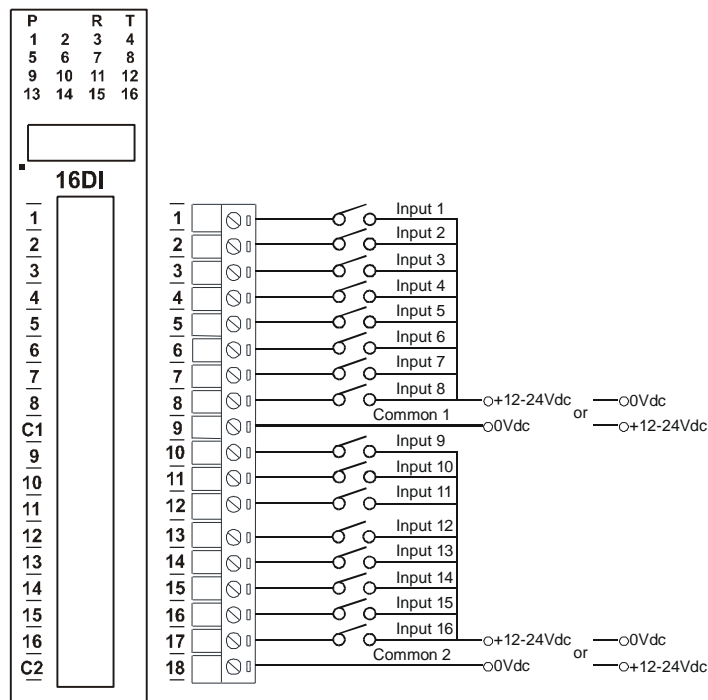 P R T
1 2 3 4
5 6 7 8
9 10 11 12
13 14 15 16
16DI
1
2
3
4
5
6
7
8
C1
9
10
11
12
13
14
15
16
C2
1 Input 1
2 Input 2
3 Input 3
4 Input 4
5 Input 5
6 Input 6
7 Input 7
8 Input 8 +12-24Vdc or 0Vdc
9 Common 1 0Vdc +12-24Vdc
10 Input 9
11 Input 10
12 Input 11
13 Input 12
14 Input 13
15 Input 14
16 Input 15
17 Input 16 +12-24Vdc or 0Vdc
18 Common 2 0Vdc +12-24Vdc